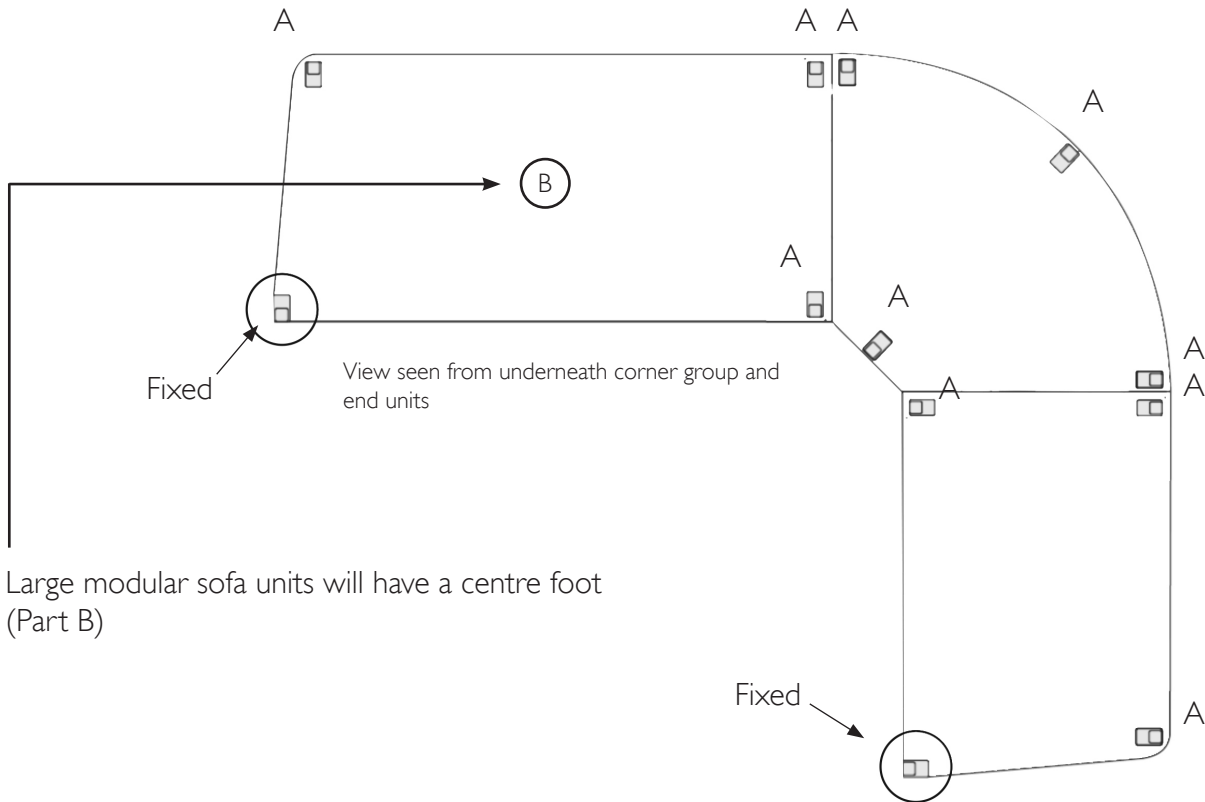 A
A A
A
B
A
A
Fixed
View seen from underneath corner group and
end units
A
A
A
Large modular sofa units will have a centre foot
(Part B)
Fixed
A